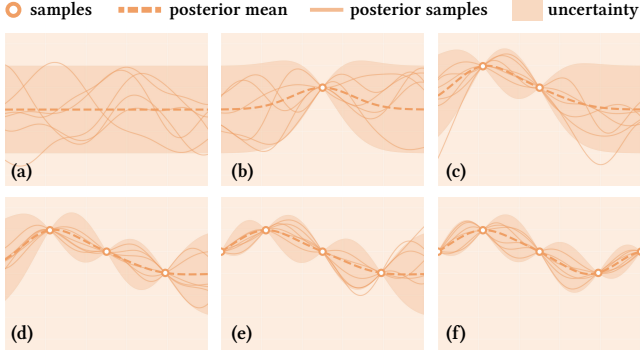 samples posterior mean posterior samples uncertainty
(a) (b) (c)
(d) (e) (f)